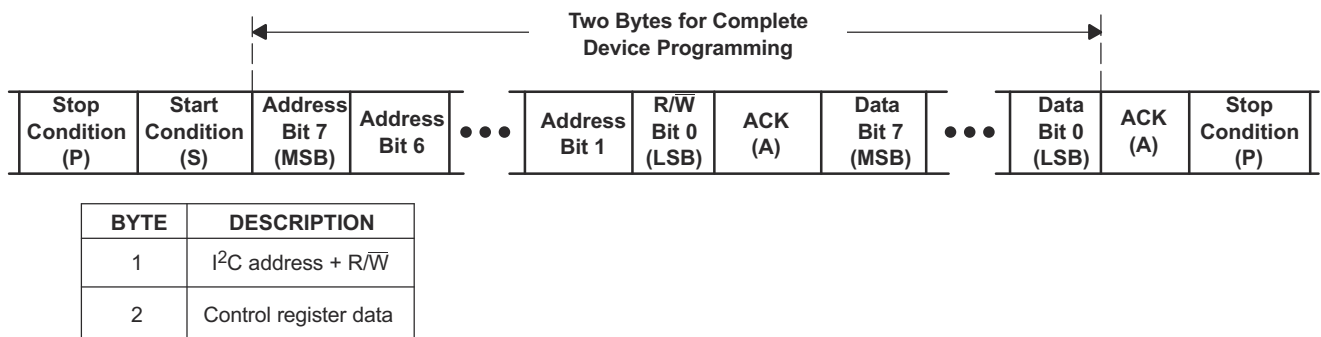 Two Bytes for Complete
Device Programming
Stop
Condition
(P)
Start
Condition
(S)
Address
Bit 7
(MSB)
Address
Bit 6
•••
Address
Bit 1
R/W̅
Bit 0
(LSB)
ACK
(A)
Data
Bit 7
(MSB)
•••
Data
Bit 0
(LSB)
ACK
(A)
Stop
Condition
(P)
BYTE DESCRIPTION
1 I²C address + R/W̅
2 Control register data